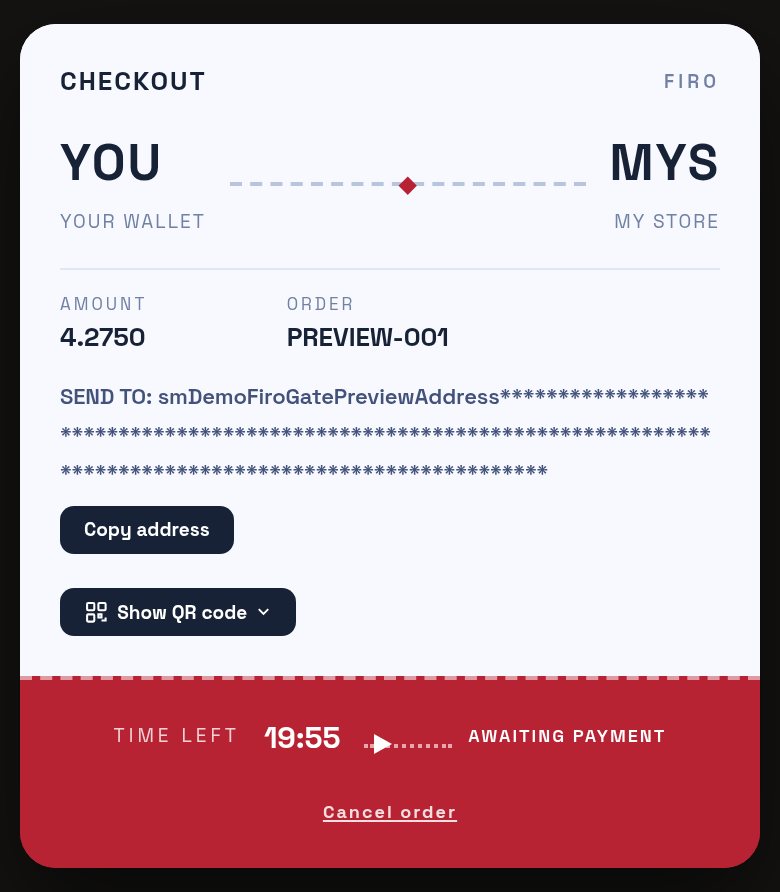 CHECKOUT FIRO
YOU MYS
YOUR WALLET MY STORE
AMOUNT ORDER
4.2750 PREVIEW-001
SEND TO: smDemoFiroGatePreviewAddress******************
********************************************************
******************************************
Copy address
Show QR code
TIME LEFT 19:55 AWAITING PAYMENT
Cancel order